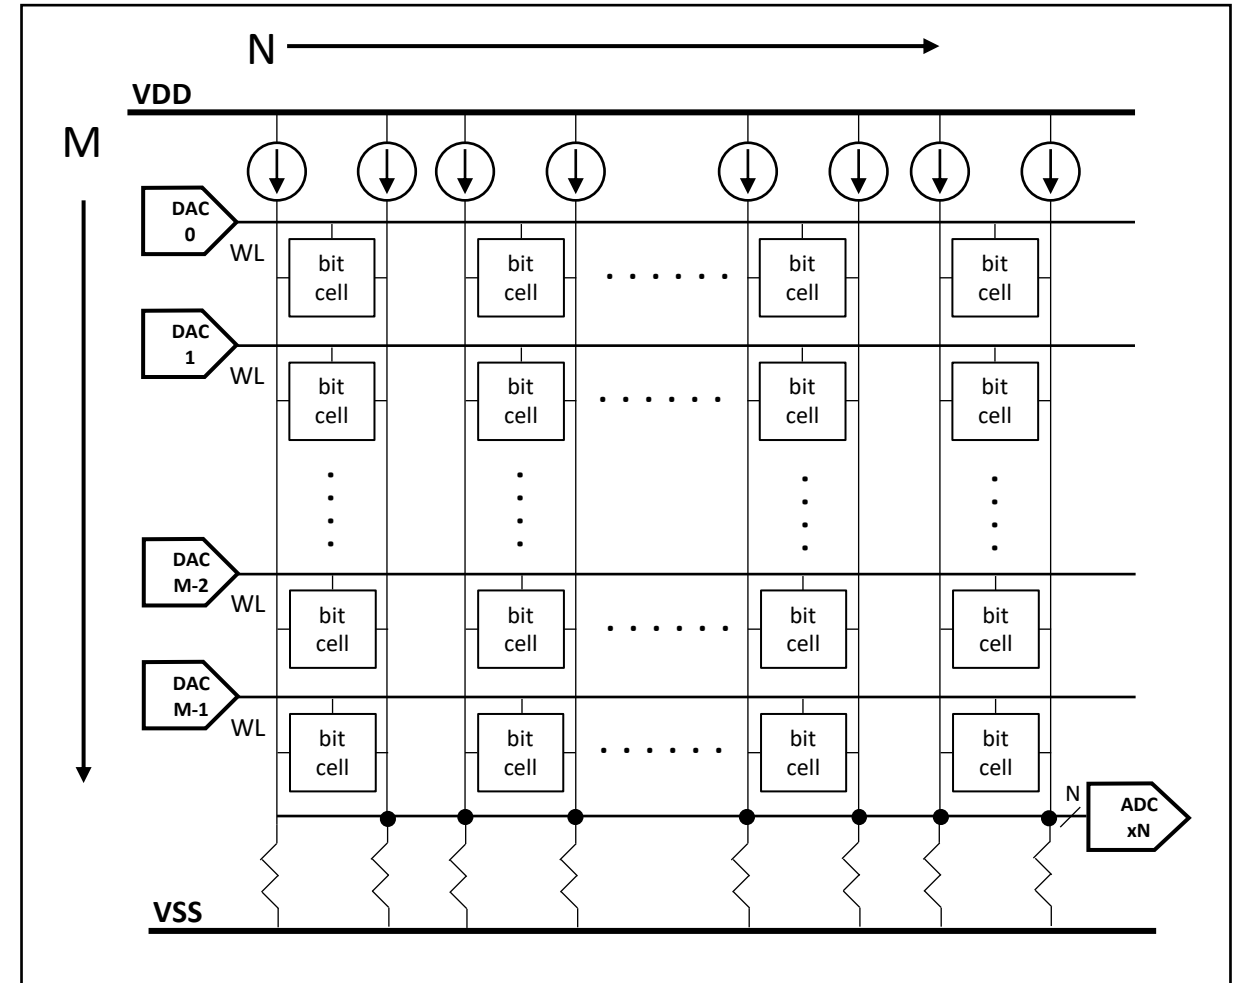 N
VDD
M
DAC
0
WL
bit
cell
bit
cell
. . . . . .
bit
cell
bit
cell
DAC
1
WL
bit
cell
bit
cell
. . . . . .
bit
cell
bit
cell
DAC
M-2
WL
bit
cell
bit
cell
. . . . . .
bit
cell
bit
cell
DAC
M-1
WL
bit
cell
bit
cell
. . . . . .
bit
cell
bit
cell
N
ADC
xN
VSS